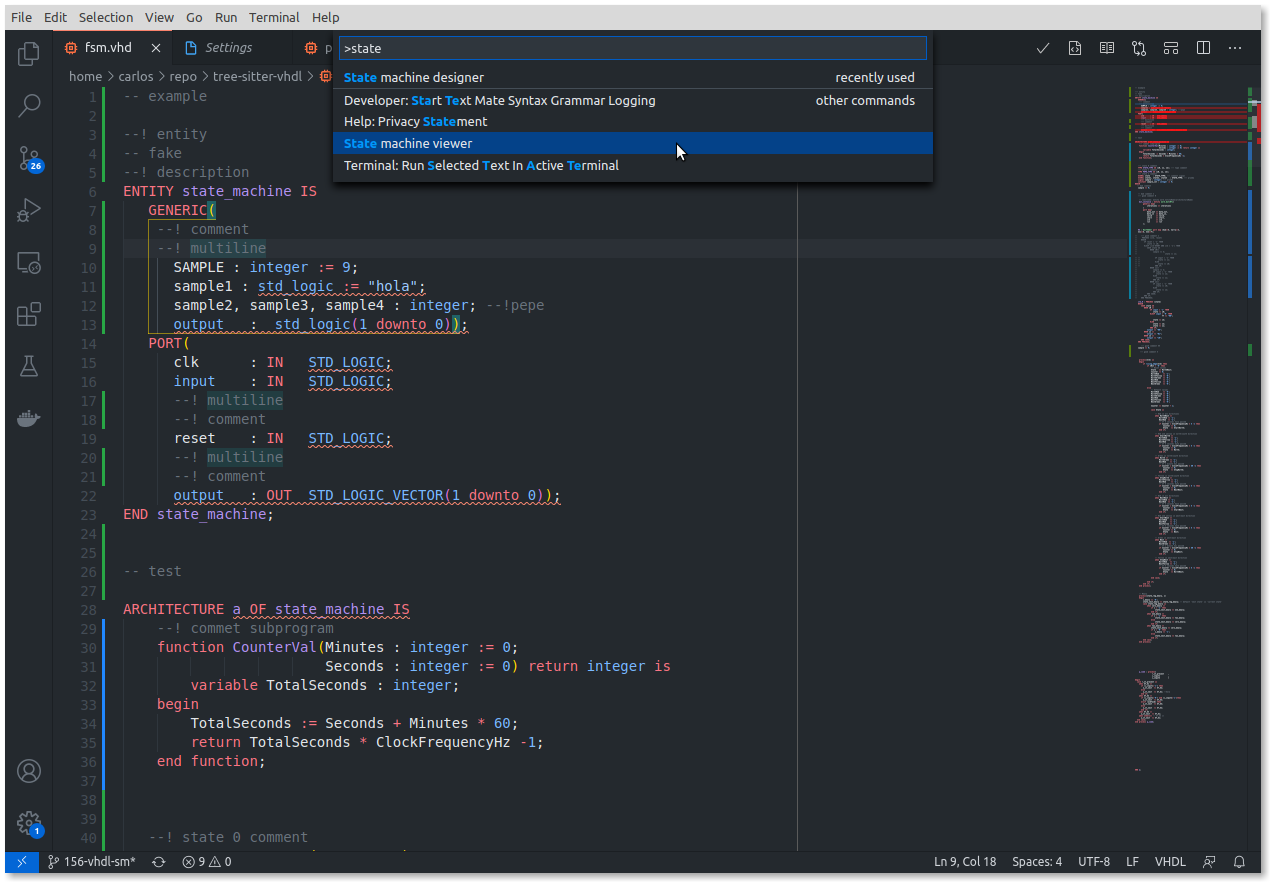 File Edit Selection View Go Run Terminal Help
fsm.vhd Settings p
>state
home > carlos > repo > tree-sitter-vhdl >
State machine designer recently used
Developer: Start Text Mate Syntax Grammar Logging other commands
Help: Privacy Statement
State machine viewer
Terminal: Run Selected Text In Active Terminal
26
1
1 -- example
2
3 --! entity
4 -- fake
5 --! description
6 ENTITY state_machine IS
7 GENERIC(
8 --! comment
9 --! multiline
10 SAMPLE : integer := 9;
11 sample1 : std_logic := "hola";
12 sample2, sample3, sample4 : integer; --!pepe
13 output : std_logic(1 downto 0));
14 PORT(
15 clk : IN STD_LOGIC;
16 input : IN STD_LOGIC;
17 --! multiline
18 --! comment
19 reset : IN STD_LOGIC;
20 --! multiline
21 --! comment
22 output : OUT STD_LOGIC_VECTOR(1 downto 0));
23 END state_machine;
24
25
26 -- test
27
28 ARCHITECTURE a OF state_machine IS
29 --! commet subprogram
30 function CounterVal(Minutes : integer := 0;
31 Seconds : integer := 0) return integer is
32 variable TotalSeconds : integer;
33 begin
34 TotalSeconds := Seconds + Minutes * 60;
35 return TotalSeconds * ClockFrequencyHz -1;
36 end function;
37
38
39
40 --! state 0 comment
156-vhdl-sm* 9 0 Ln 9, Col 18 Spaces: 4 UTF-8 LF VHDL